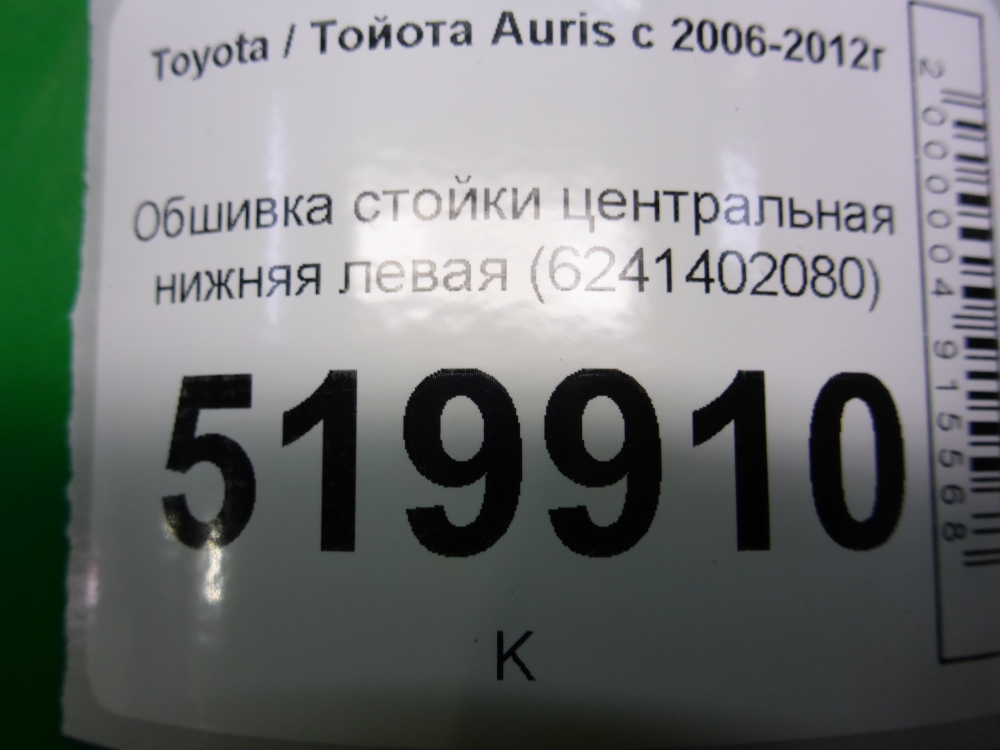 Toyota / Тойота Auris с 2006-2012г
Обшивка стойки центральная
нижняя левая (6241402080)
519910
К
2000004915568